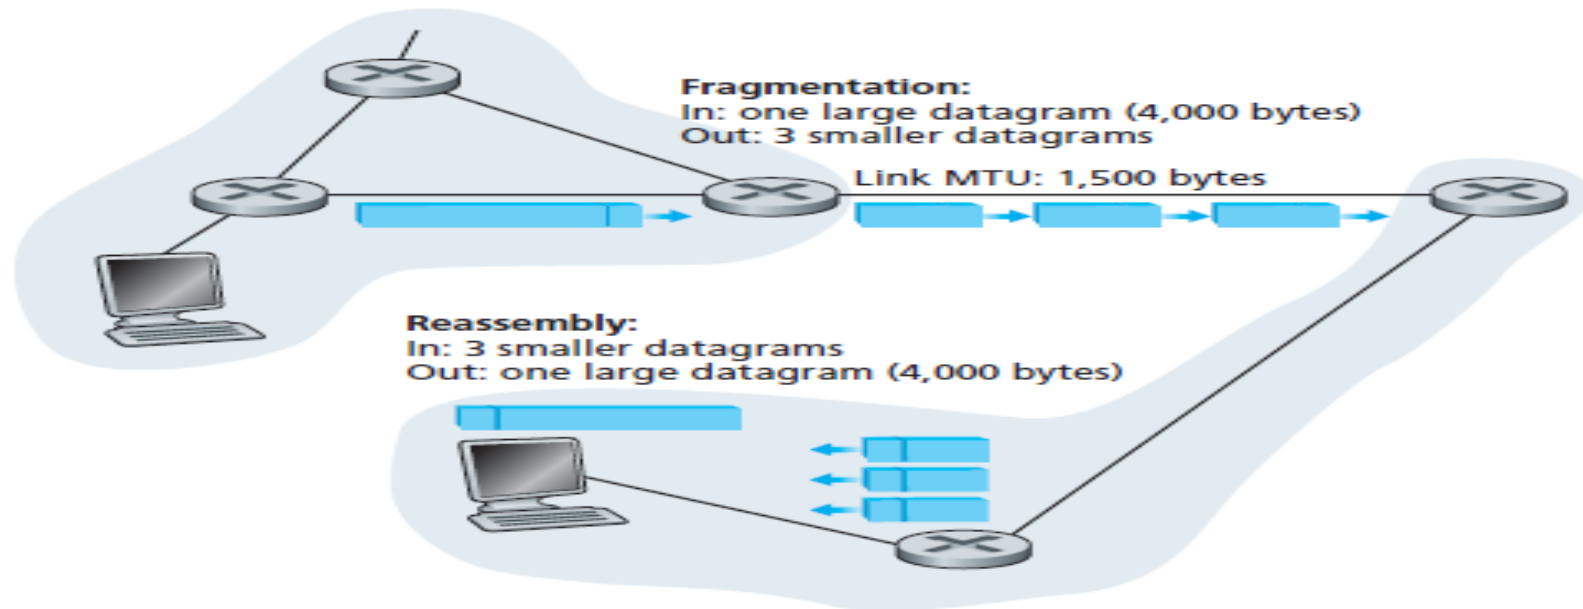 Fragmentation:
In: one large datagram (4,000 bytes)
Out: 3 smaller datagrams
Link MTU: 1,500 bytes
Reassembly:
In: 3 smaller datagrams
Out: one large datagram (4,000 bytes)